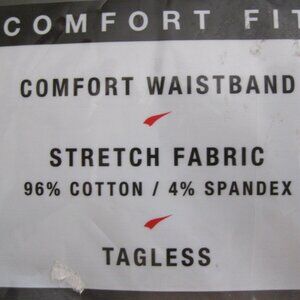 COMFORT FIT
COMFORT WAISTBAND
STRETCH FABRIC
96% COTTON / 4% SPANDEX
TAGLESS